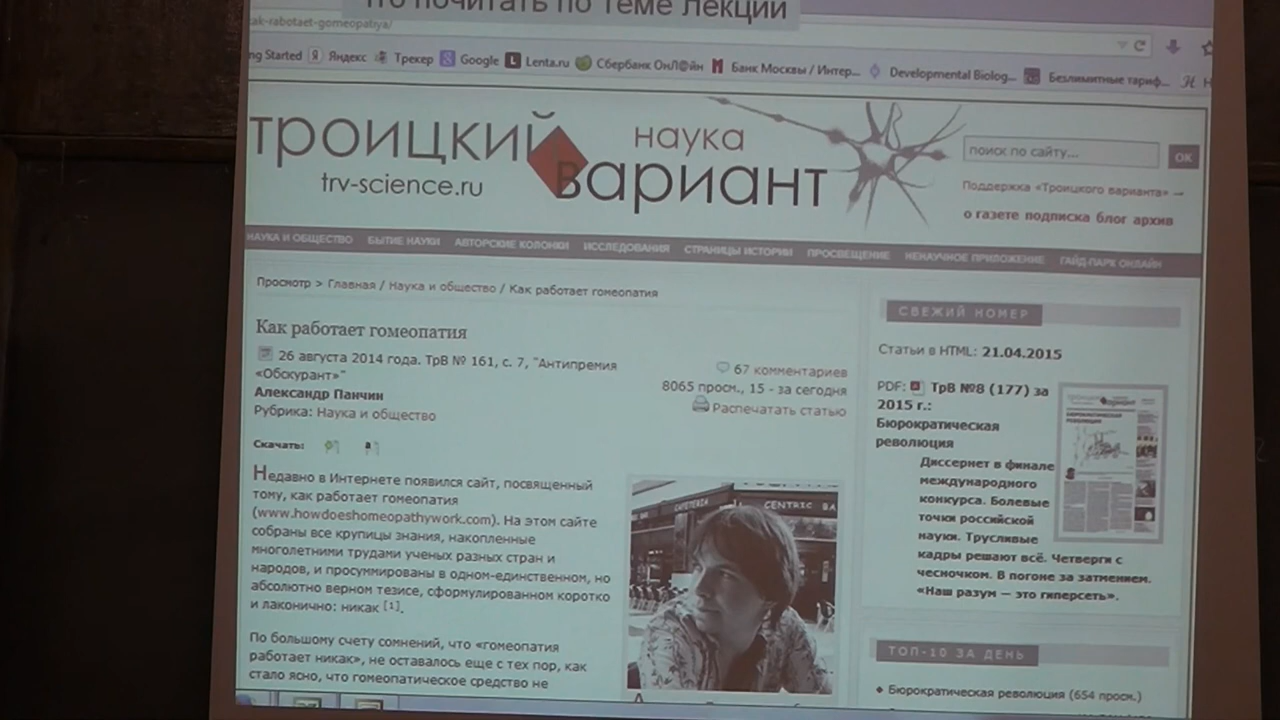 что почитать по теме лекции
ak-rabotaet-gomeopatiya/
ng Started Яндекс Трекер Google Lenta.ru Сбербанк ОнЛ@йн Банк Москвы / Интер... Developmental Biolog... Безлимитные тариф...
троицкий
наука
вариант
trv-science.ru
поиск по сайту...
OK
Поддержка «Троицкого варианта» →
о газете подписка блог архив
НАУКА И ОБЩЕСТВО БЫТИЕ НАУКИ АВТОРСКИЕ КОЛОНКИ ИССЛЕДОВАНИЯ СТРАНИЦЫ ИСТОРИИ ПРОСВЕЩЕНИЕ НЕНАУЧНОЕ ПРИЛОЖЕНИЕ ГАЙД-ПАРК ОНЛАЙН
Просмотр > Главная / Наука и общество / Как работает гомеопатия
Как работает гомеопатия
26 августа 2014 года. ТрВ № 161, c. 7, "Антипремия
«Обскурант»"
Александр Панчин
Рубрика: Наука и общество
67 комментариев
8065 просм., 15 - за сегодня
Распечатать статью
Скачать:
Недавно в Интернете появился сайт, посвященный
тому, как работает гомеопатия
(www.howdoeshomeopathywork.com). На этом сайте
собраны все крупицы знания, накопленные
многолетними трудами ученых разных стран и
народов, и просуммированы в одном-единственном, но
абсолютно верном тезисе, сформулированном коротко
и лаконично: никак [1].
По большому счету сомнений, что «гомеопатия
работает никак», не оставалось еще с тех пор, как
стало ясно, что гомеопатическое средство не
CENTRIC BA
СВЕЖИЙ НОМЕР
Статьи в HTML: 21.04.2015
PDF: ТрВ №8 (177) за
2015 г.:
Бюрократическая
революция
Диссернет в финале
международного
конкурса. Болевые
точки российской
науки. Трусливые
кадры решают всё. Четверги с
чесночком. В погоне за затмением.
«Наш разум — это гиперсеть».
ТОП-10 ЗА ДЕНЬ
Бюрократическая революция (654 просм.)